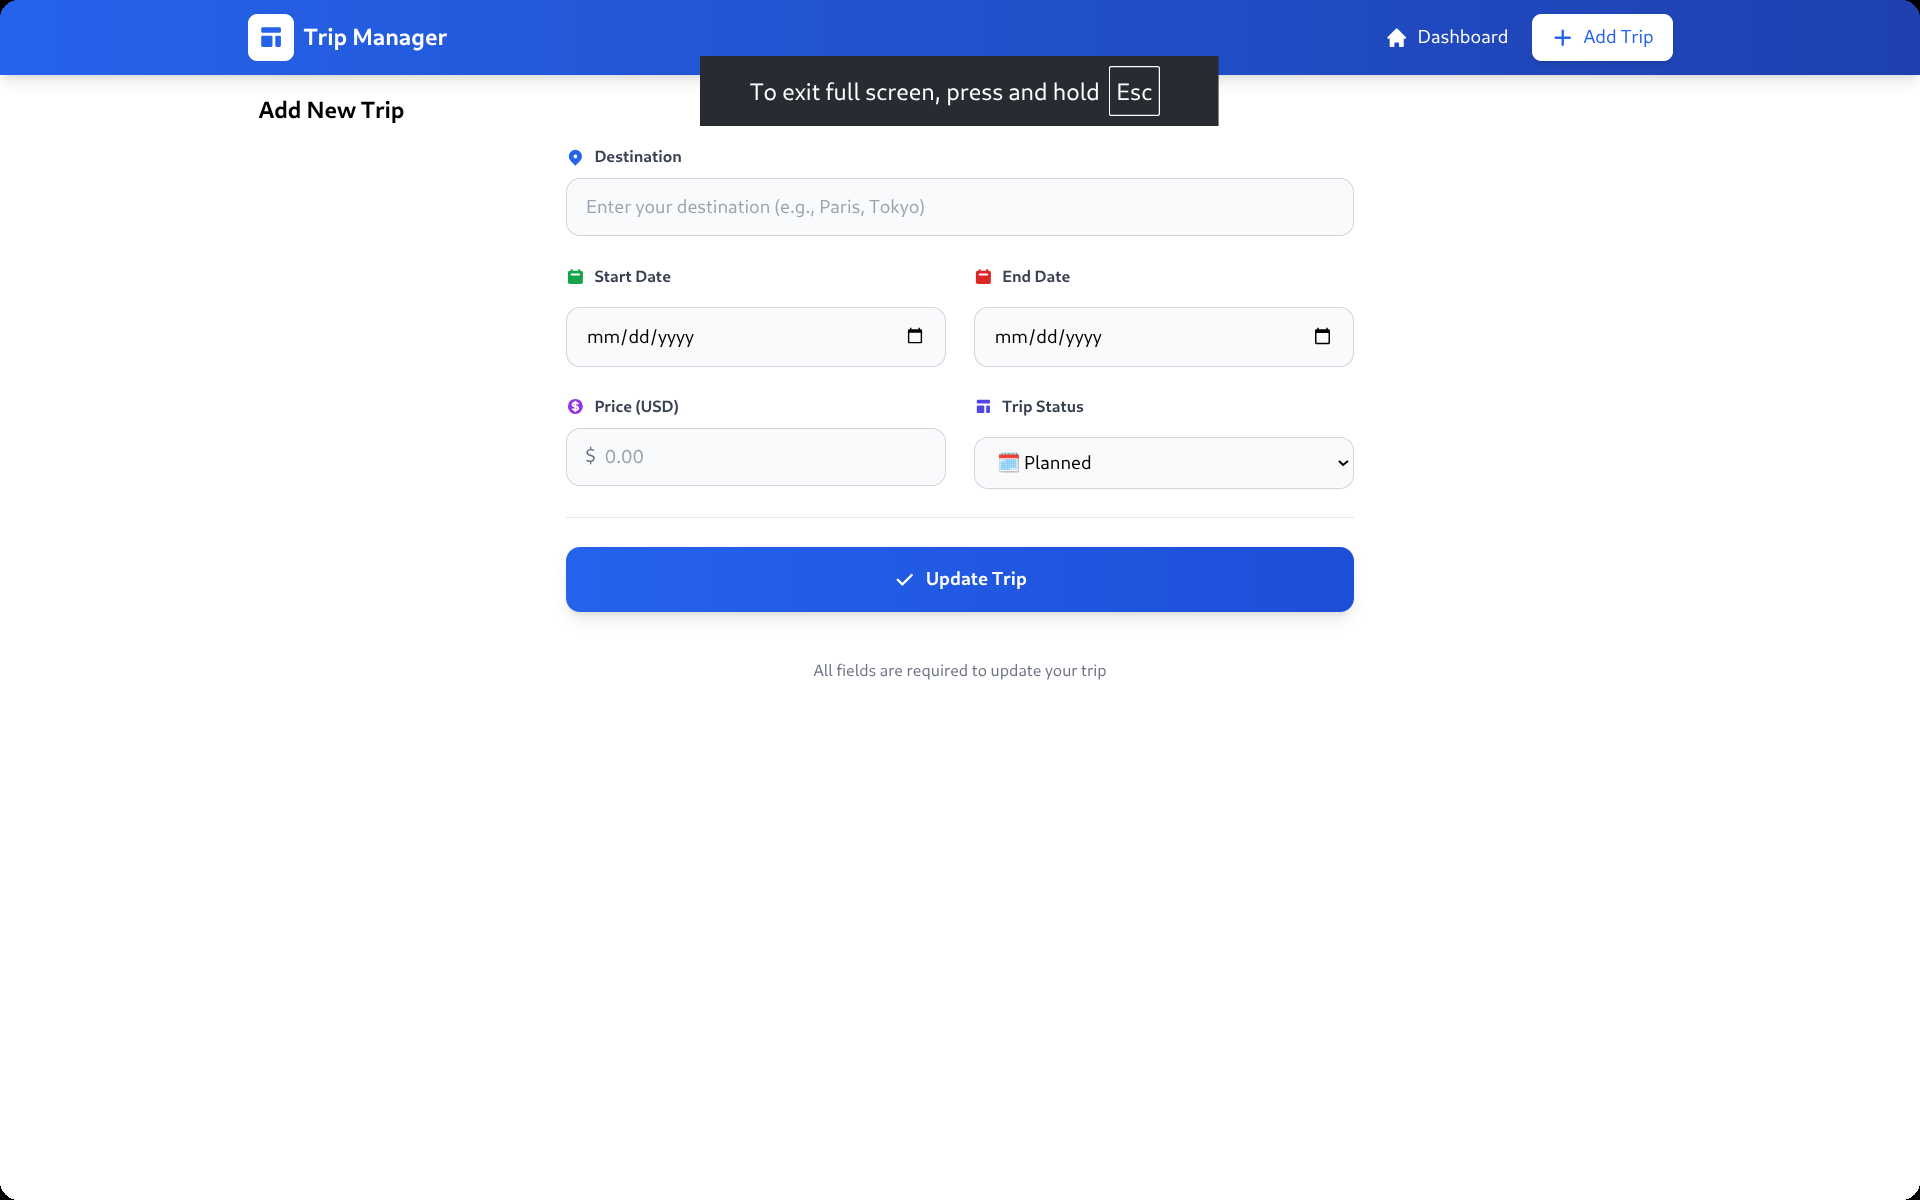 Trip Manager
Dashboard
Add Trip
To exit full screen, press and hold Esc
Add New Trip
Destination
Enter your destination (e.g., Paris, Tokyo)
Start Date
End Date
mm/dd/yyyy
mm/dd/yyyy
Price (USD)
Trip Status
$ 0.00
Planned
Update Trip
All fields are required to update your trip